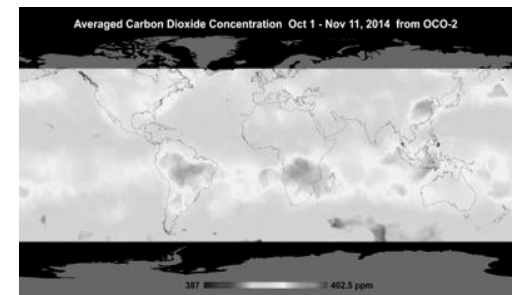 Averaged Carbon Dioxide Concentration Oct 1 - Nov 11, 2014 from OCO-2
387 402.5 ppm